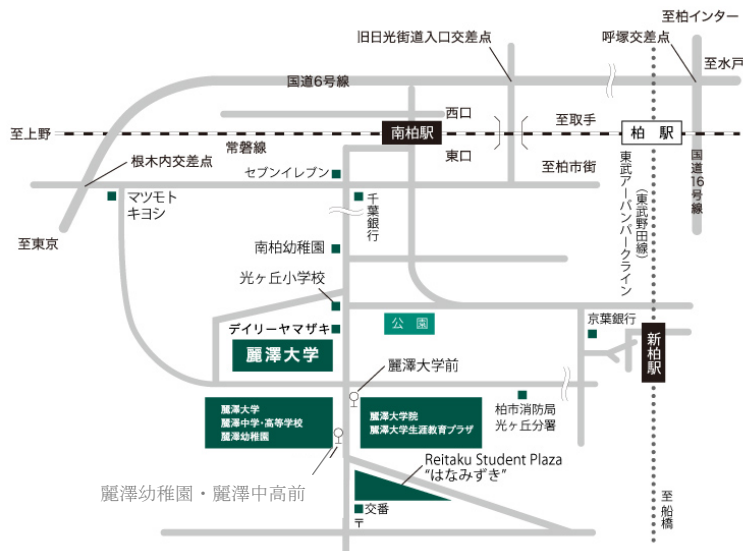 至柏インター
旧日光街道入口交差点
呼塚交差点
至水戸
国道6号線
西口
至取手
至上野
南柏駅
柏 駅
常磐線
東口
根木内交差点
セブンイレブン
至柏市街
国道16号線
マツモト
キヨシ
千葉銀行
東武アーバンパークライン
（東武野田線）
至東京
南柏幼稚園
光ヶ丘小学校
デイリーヤマザキ
公園
京葉銀行
新柏駅
麗澤大学
麗澤大学前
麗澤大学
麗澤中学・高等学校
麗澤幼稚園
麗澤大学院
麗澤大学生涯教育プラザ
柏市消防局
光ヶ丘分署
麗澤幼稚園・麗澤中高前
Reitaku Student Plaza
“はなみずき”
至船橋
交番
〒